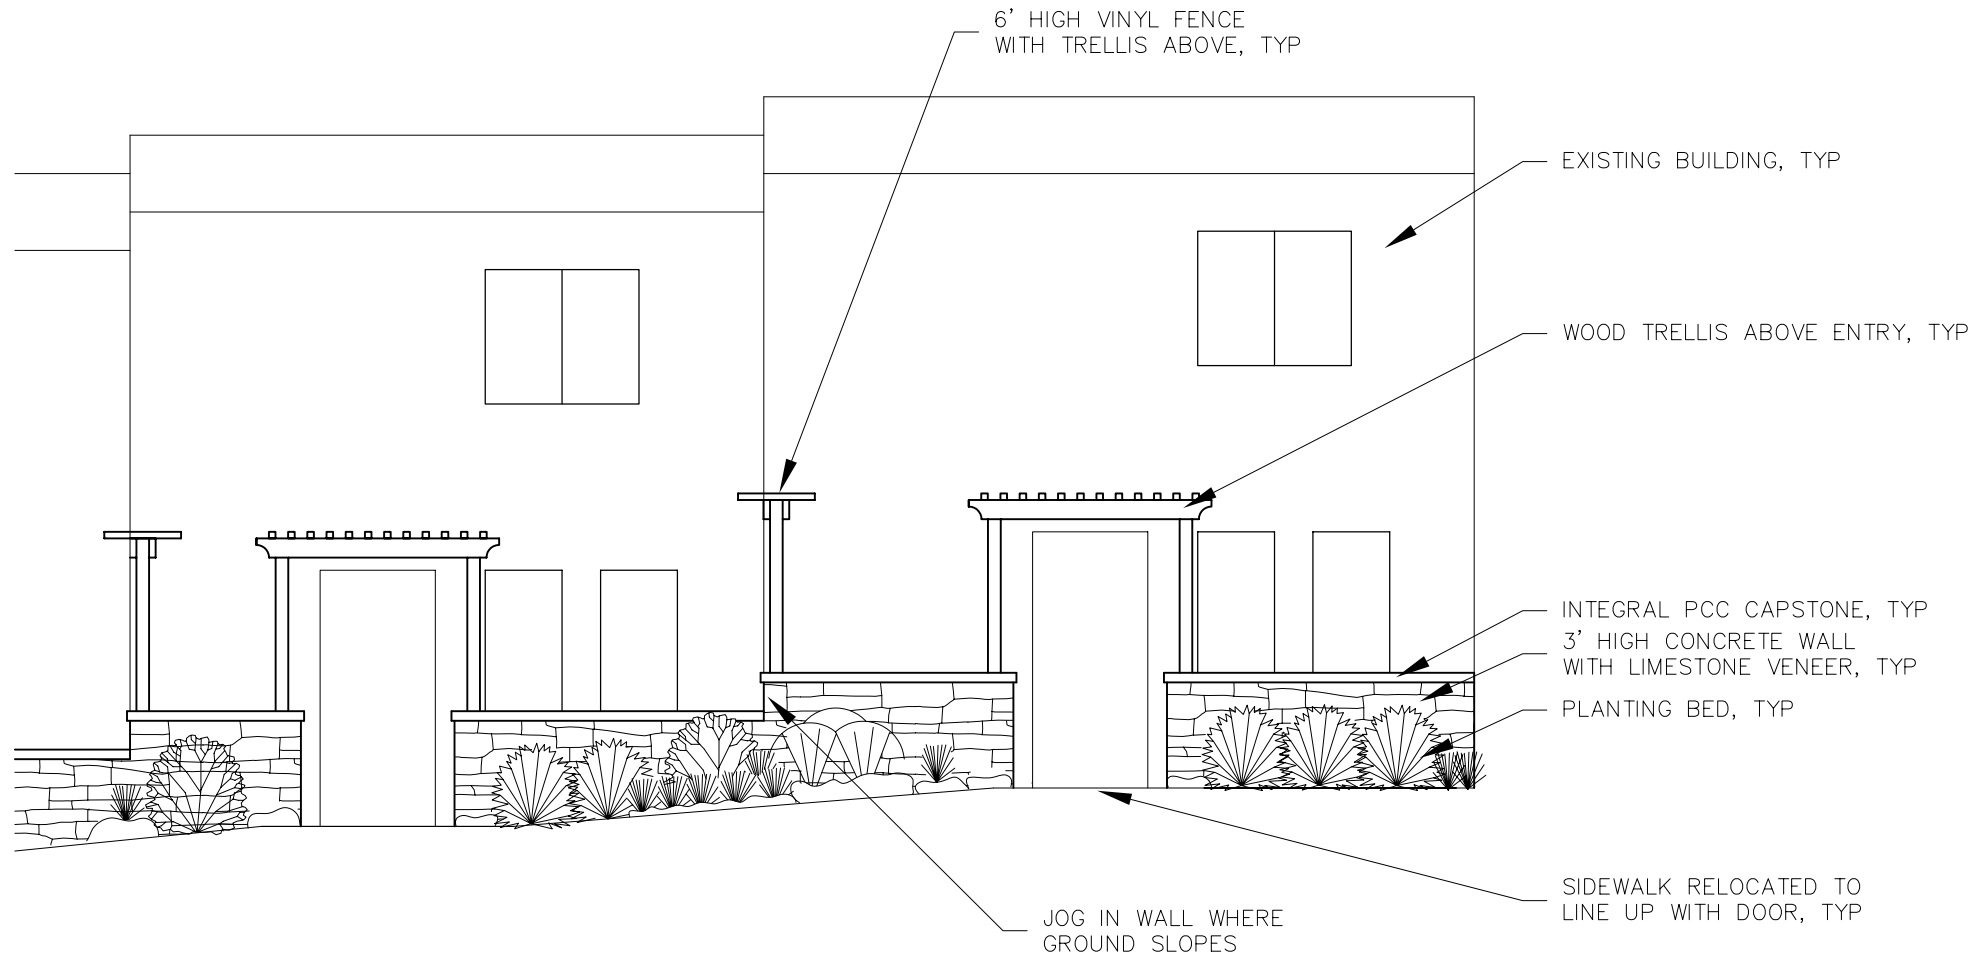 6' HIGH VINYL FENCE
WITH TRELLIS ABOVE, TYP
EXISTING BUILDING, TYP
WOOD TRELLIS ABOVE ENTRY, TYP
INTEGRAL PCC CAPSTONE, TYP
3' HIGH CONCRETE WALL
WITH LIMESTONE VENEER, TYP
PLANTING BED, TYP
SIDEWALK RELOCATED TO
LINE UP WITH DOOR, TYP
JOG IN WALL WHERE
GROUND SLOPES